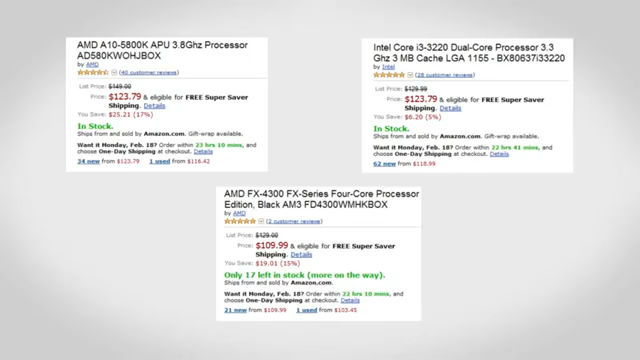 AMD A10-5800K APU 3.8Ghz Processor
AD580KWOHJBOX
by AMD
(40 customer reviews)
List Price: $149.00
Price: $123.79 & eligible for FREE Super Saver
Shipping. Details
You Save: $25.21 (17%)
In Stock.
Ships from and sold by Amazon.com. Gift-wrap available.
Want it Monday, Feb. 18? Order within 23 hrs 10 mins, and
choose One-Day Shipping at checkout. Details
34 new from $123.79 1 used from $116.42
Intel Core i3-3220 Dual-Core Processor 3.3
Ghz 3 MB Cache LGA 1155 - BX80637i33220
by Intel
(28 customer reviews)
List Price: $129.99
Price: $123.79 & eligible for FREE Super Saver
Shipping. Details
You Save: $6.20 (5%)
In Stock.
Ships from and sold by Amazon.com. Gift-wrap available.
Want it Monday, Feb. 18? Order within 22 hrs 41 mins, and
choose One-Day Shipping at checkout. Details
62 new from $118.99
AMD FX-4300 FX-Series Four-Core Processor
Edition, Black AM3 FD4300WMHKBOX
by AMD
(2 customer reviews)
List Price: $129.00
Price: $109.99 & eligible for FREE Super Saver
Shipping. Details
You Save: $19.01 (15%)
Only 17 left in stock (more on the way).
Ships from and sold by Amazon.com.
Want it Monday, Feb. 18? Order within 22 hrs 10 mins, and
choose One-Day Shipping at checkout. Details
21 new from $109.99 1 used from $103.45